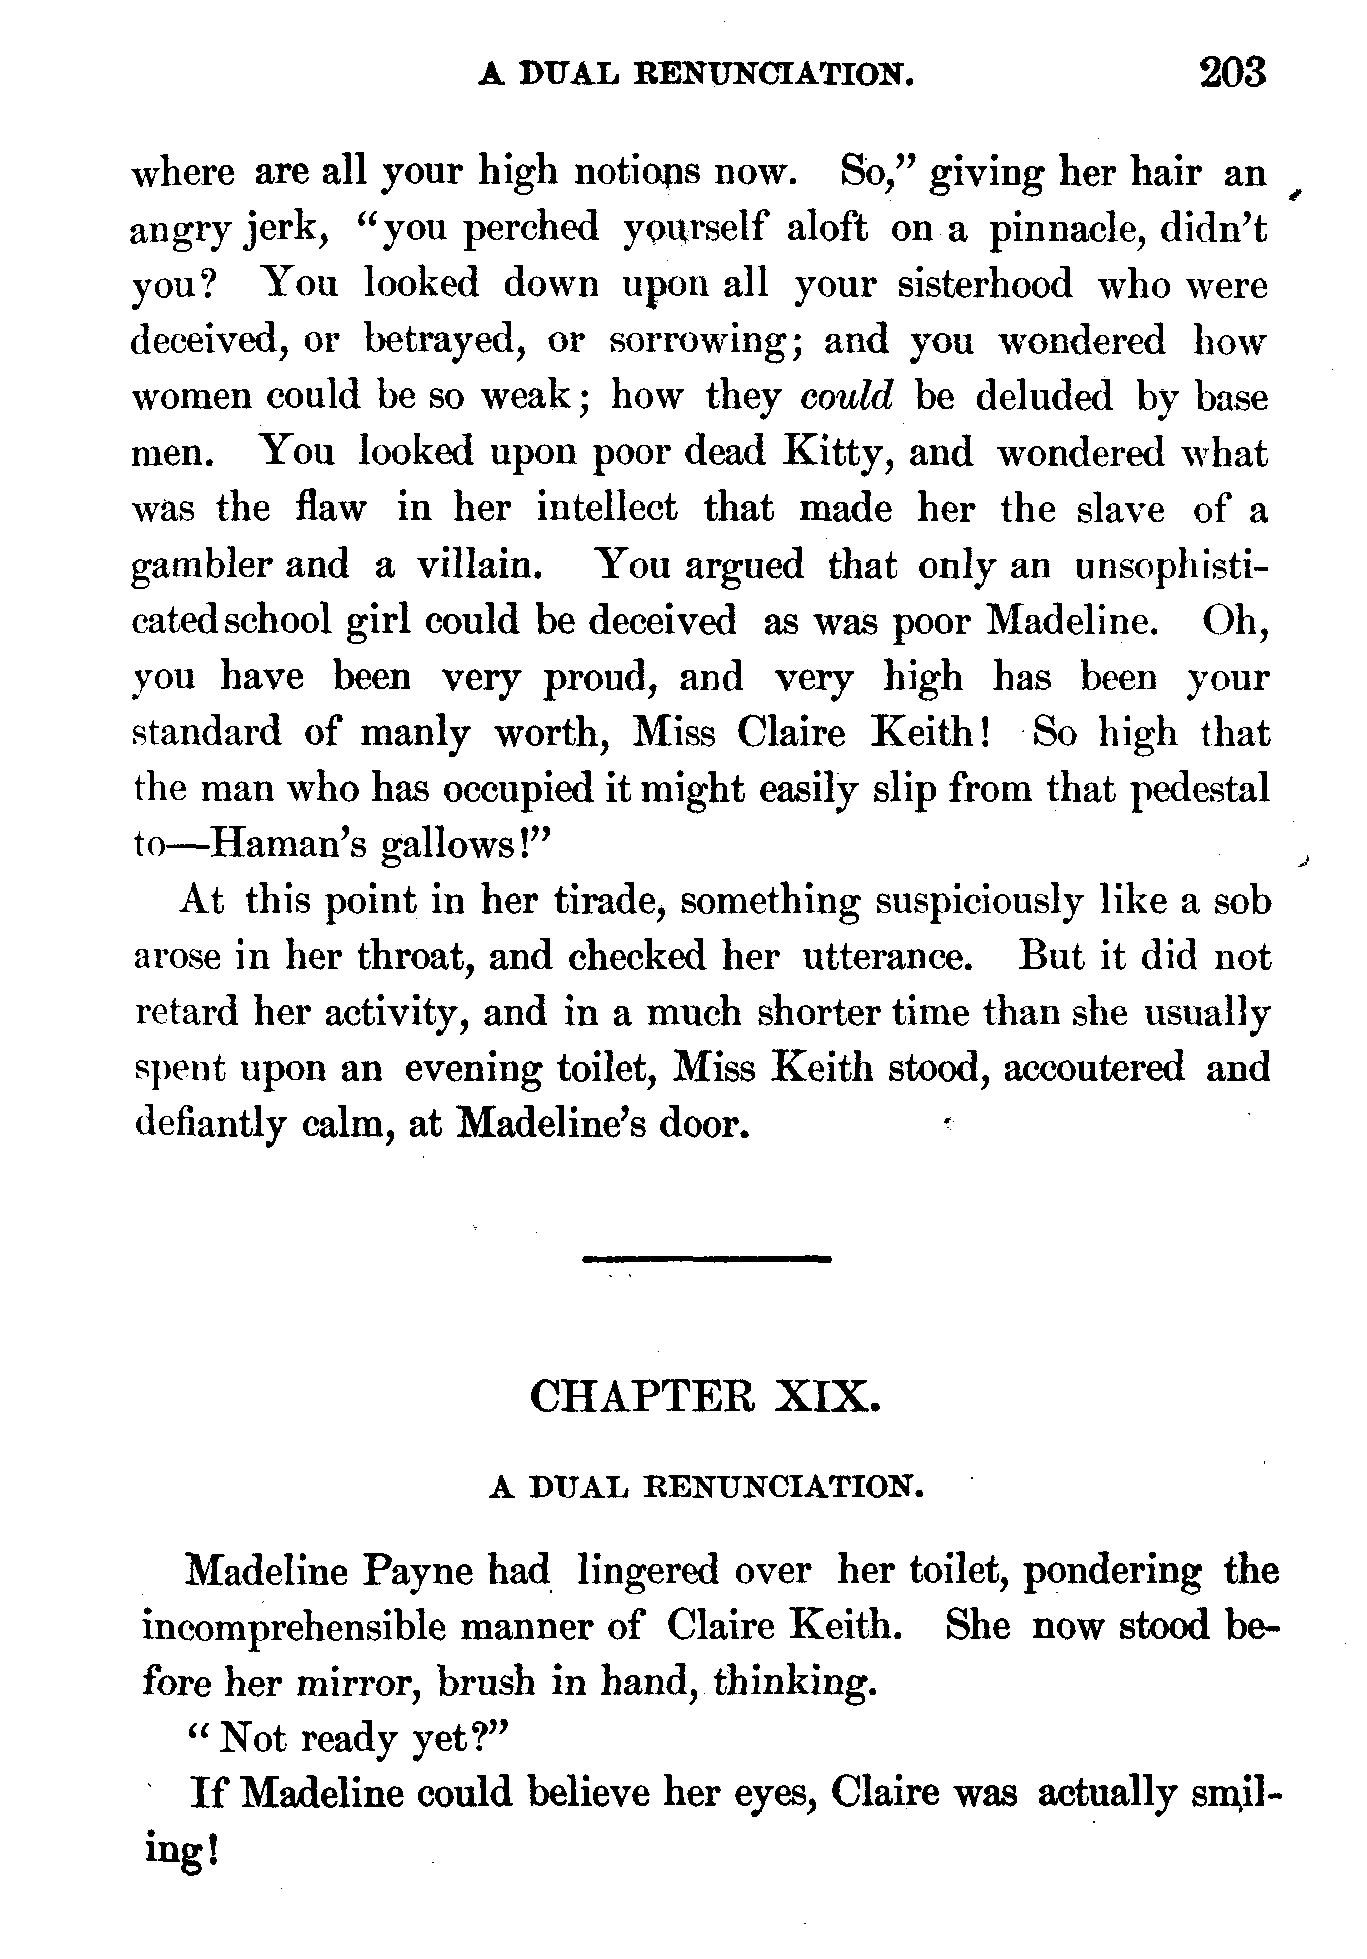 A DUAL RENUNCIATION. 203
where are all your high notions now. So,” giving her hair an
angry jerk, “you perched yourself aloft on a pinnacle, didn’t
you? You looked down upon all your sisterhood who were
deceived, or betrayed, or sorrowing; and you wondered how
women could be so weak; how they could be deluded by base
men. You looked upon poor dead Kitty, and wondered what
was the flaw in her intellect that made her the slave of a
gambler and a villain. You argued that only an unsophisti-
cated school girl could be deceived as was poor Madeline. Oh,
you have been very proud, and very high has been your
standard of manly worth, Miss Claire Keith! So high that
the man who has occupied it might easily slip from that pedestal
to—Haman’s gallows!”
At this point in her tirade, something suspiciously like a sob
arose in her throat, and checked her utterance. But it did not
retard her activity, and in a much shorter time than she usually
spent upon an evening toilet, Miss Keith stood, accoutered and
defiantly calm, at Madeline’s door.
CHAPTER XIX.
A DUAL RENUNCIATION.
Madeline Payne had lingered over her toilet, pondering the
incomprehensible manner of Claire Keith. She now stood be-
fore her mirror, brush in hand, thinking.
“Not ready yet?”
If Madeline could believe her eyes, Claire was actually smil-
ing!